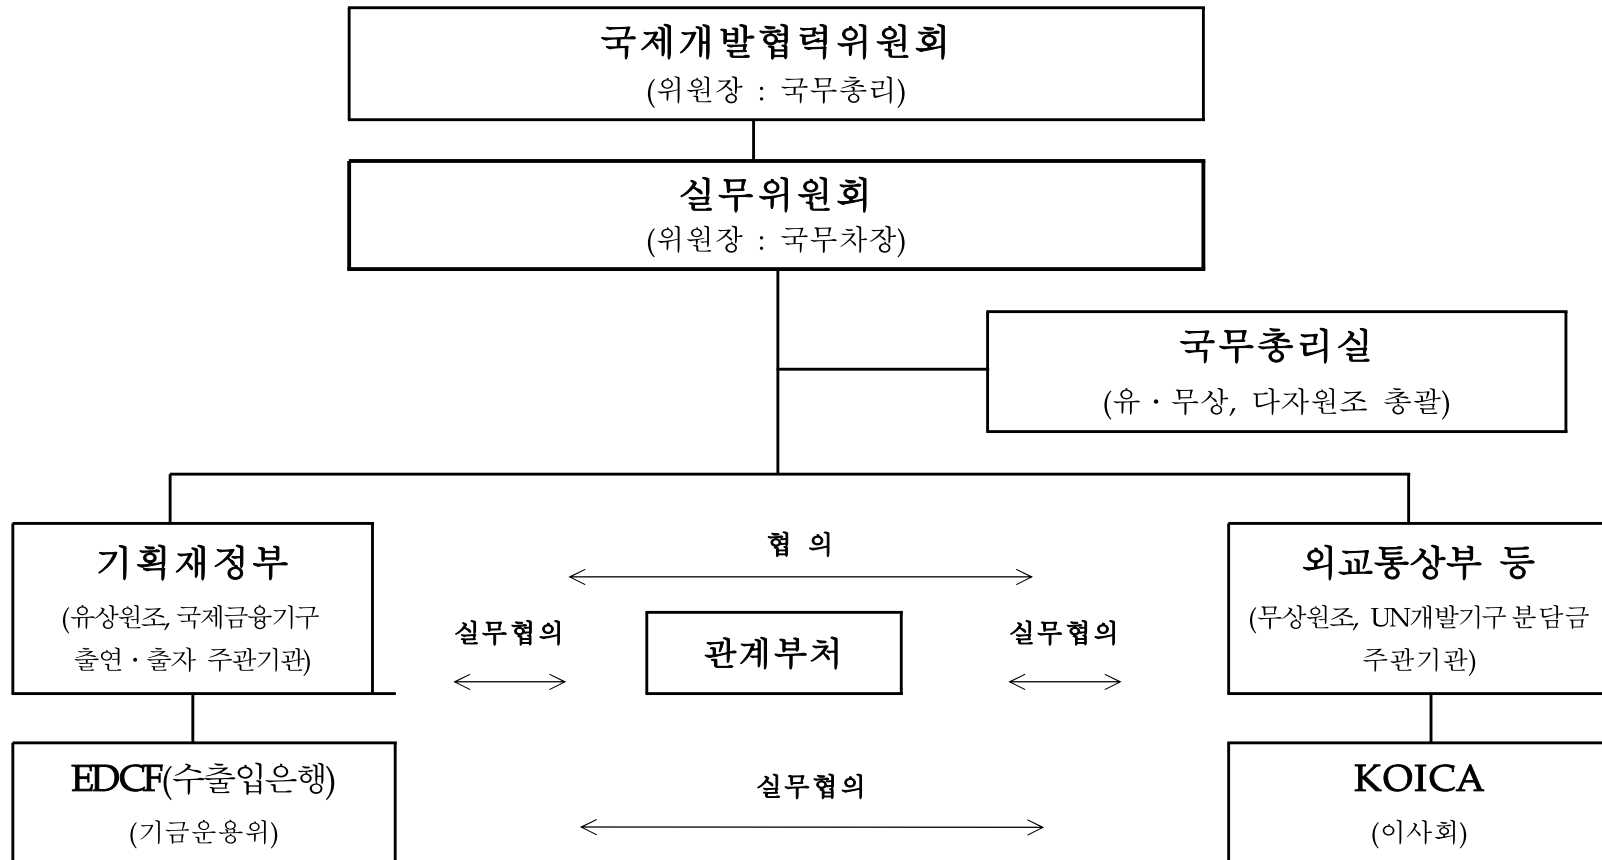 국제개발협력위원회
(위원장 : 국무총리)
실무위원회
(위원장 : 국무차장)
국무총리실
(유·무상, 다자원조 총괄)
기획재정부
(유상원조, 국제금융기구
출연·출자 주관기관)
협 의
실무협의
관계부처
실무협의
외교통상부 등
(무상원조, UN개발기구 분담금
주관기관)
EDCF(수출입은행)
(기금운용위)
실무협의
KOICA
(이사회)